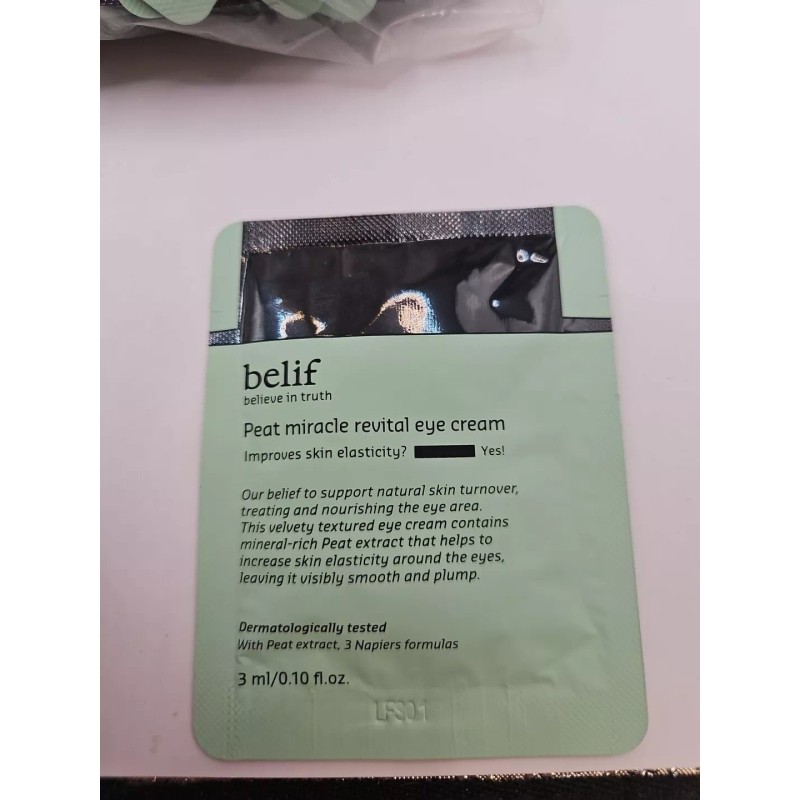 belif
believe in truth
Peat miracle revital eye cream
Improves skin elasticity? Yes!
Our belief to support natural skin turnover,
treating and nourishing the eye area.
This velvety textured eye cream contains
mineral-rich Peat extract that helps to
increase skin elasticity around the eyes,
leaving it visibly smooth and plump.
Dermatologically tested
With Peat extract, 3 Napiers formulas
3 ml/0.10 fl.oz.